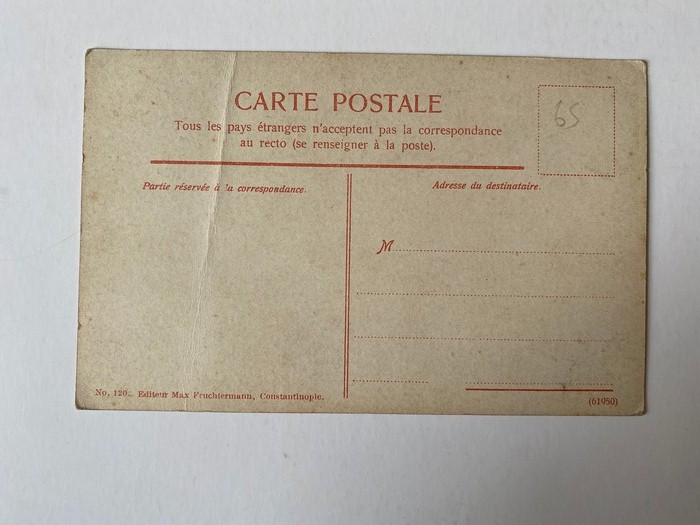 CARTE POSTALE
65
Tous les pays étrangers n'acceptent pas la correspondance
au recto (se renseigner à la poste).
Partie réservée à la correspondance.
Adresse du destinataire.
M
No. Editeur Max Fruchtermann, Constantinople.
(61050)